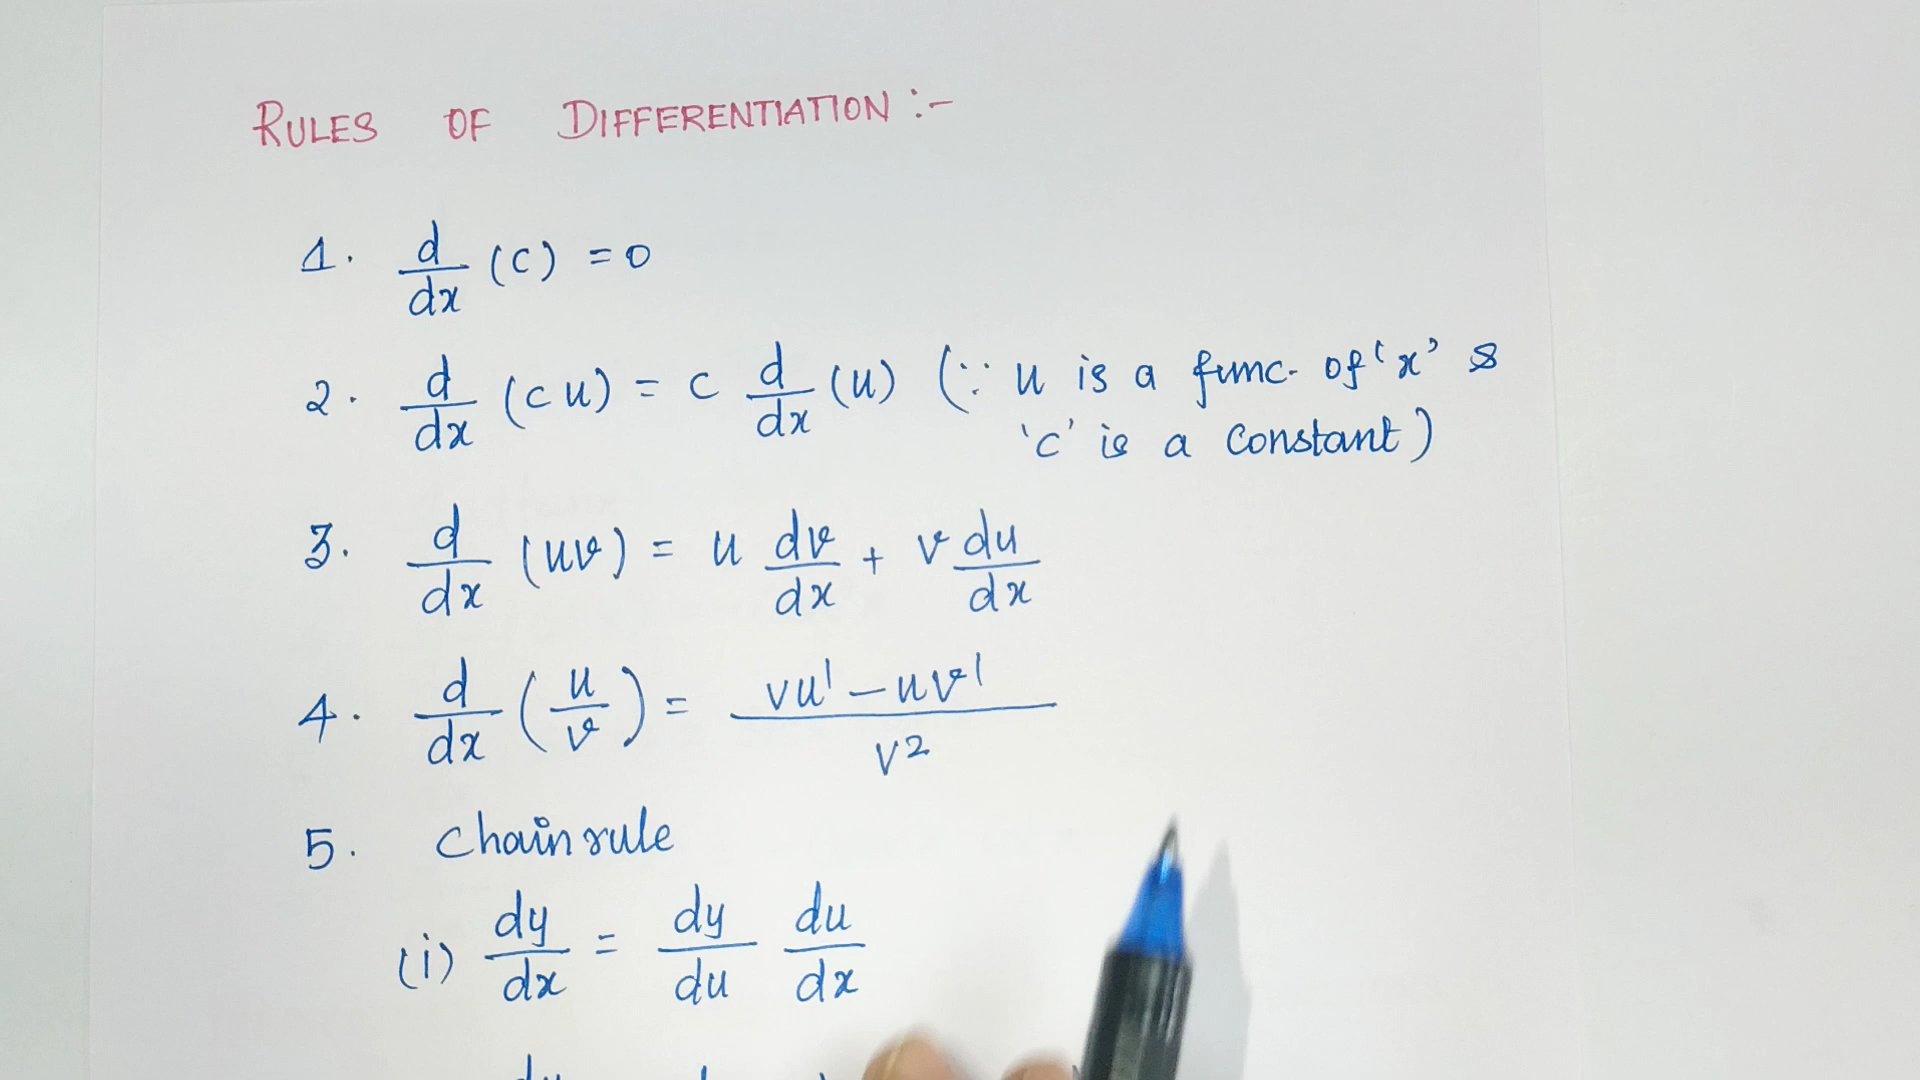 RULES OF DIFFERENTIATION :-
1. d/dx (c) = 0
2. d/dx (cu) = c d/dx (u) (∵ u is a func. of 'x' &
'c' is a constant)
3. d/dx (uv) = u dv/dx + v du/dx
4. d/dx (u/v) = vu' - uv' / v²
5. chain rule
(i) dy/dx = dy/du du/dx